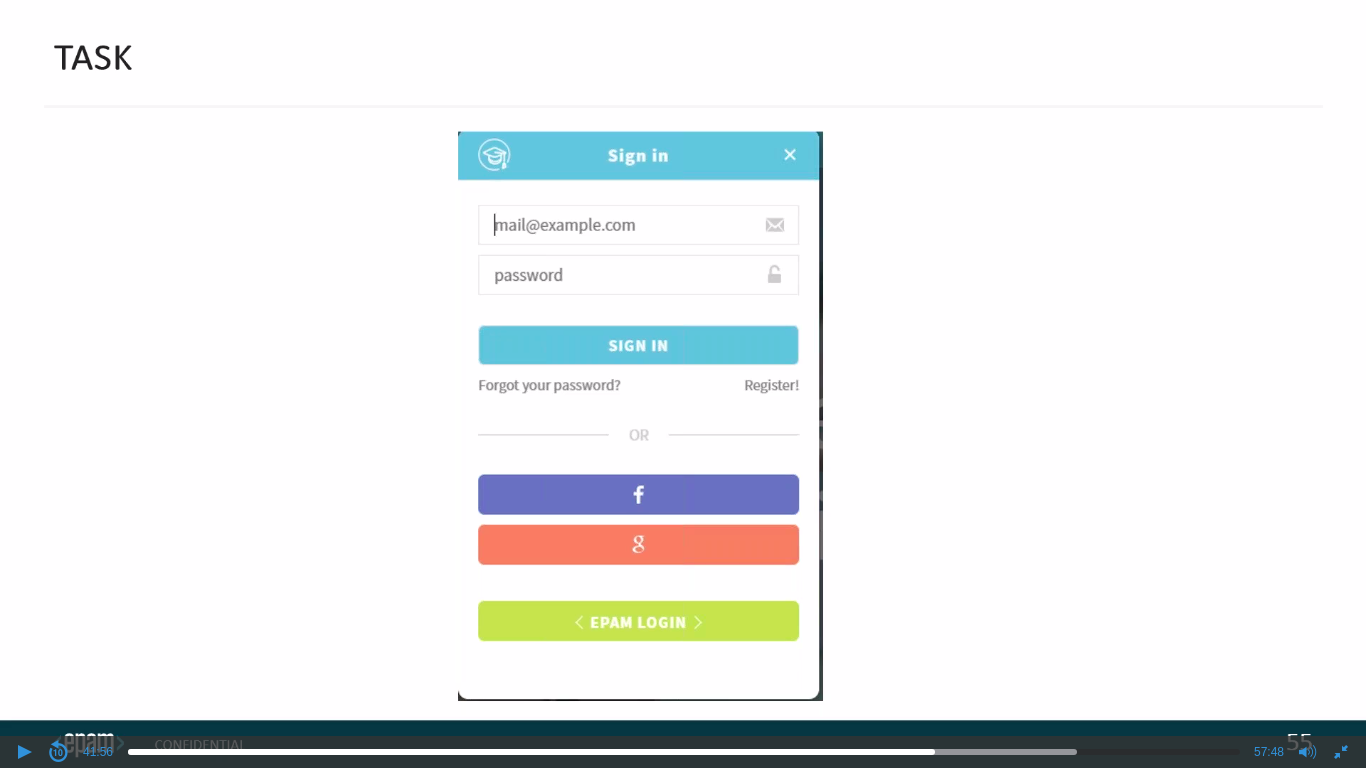 TASK
Sign in
mail@example.com
password
SIGN IN
Forgot your password?
Register!
OR
f
g
< EPAM LOGIN >
<epam>
CONFIDENTIAL
55
10
41:56
57:48